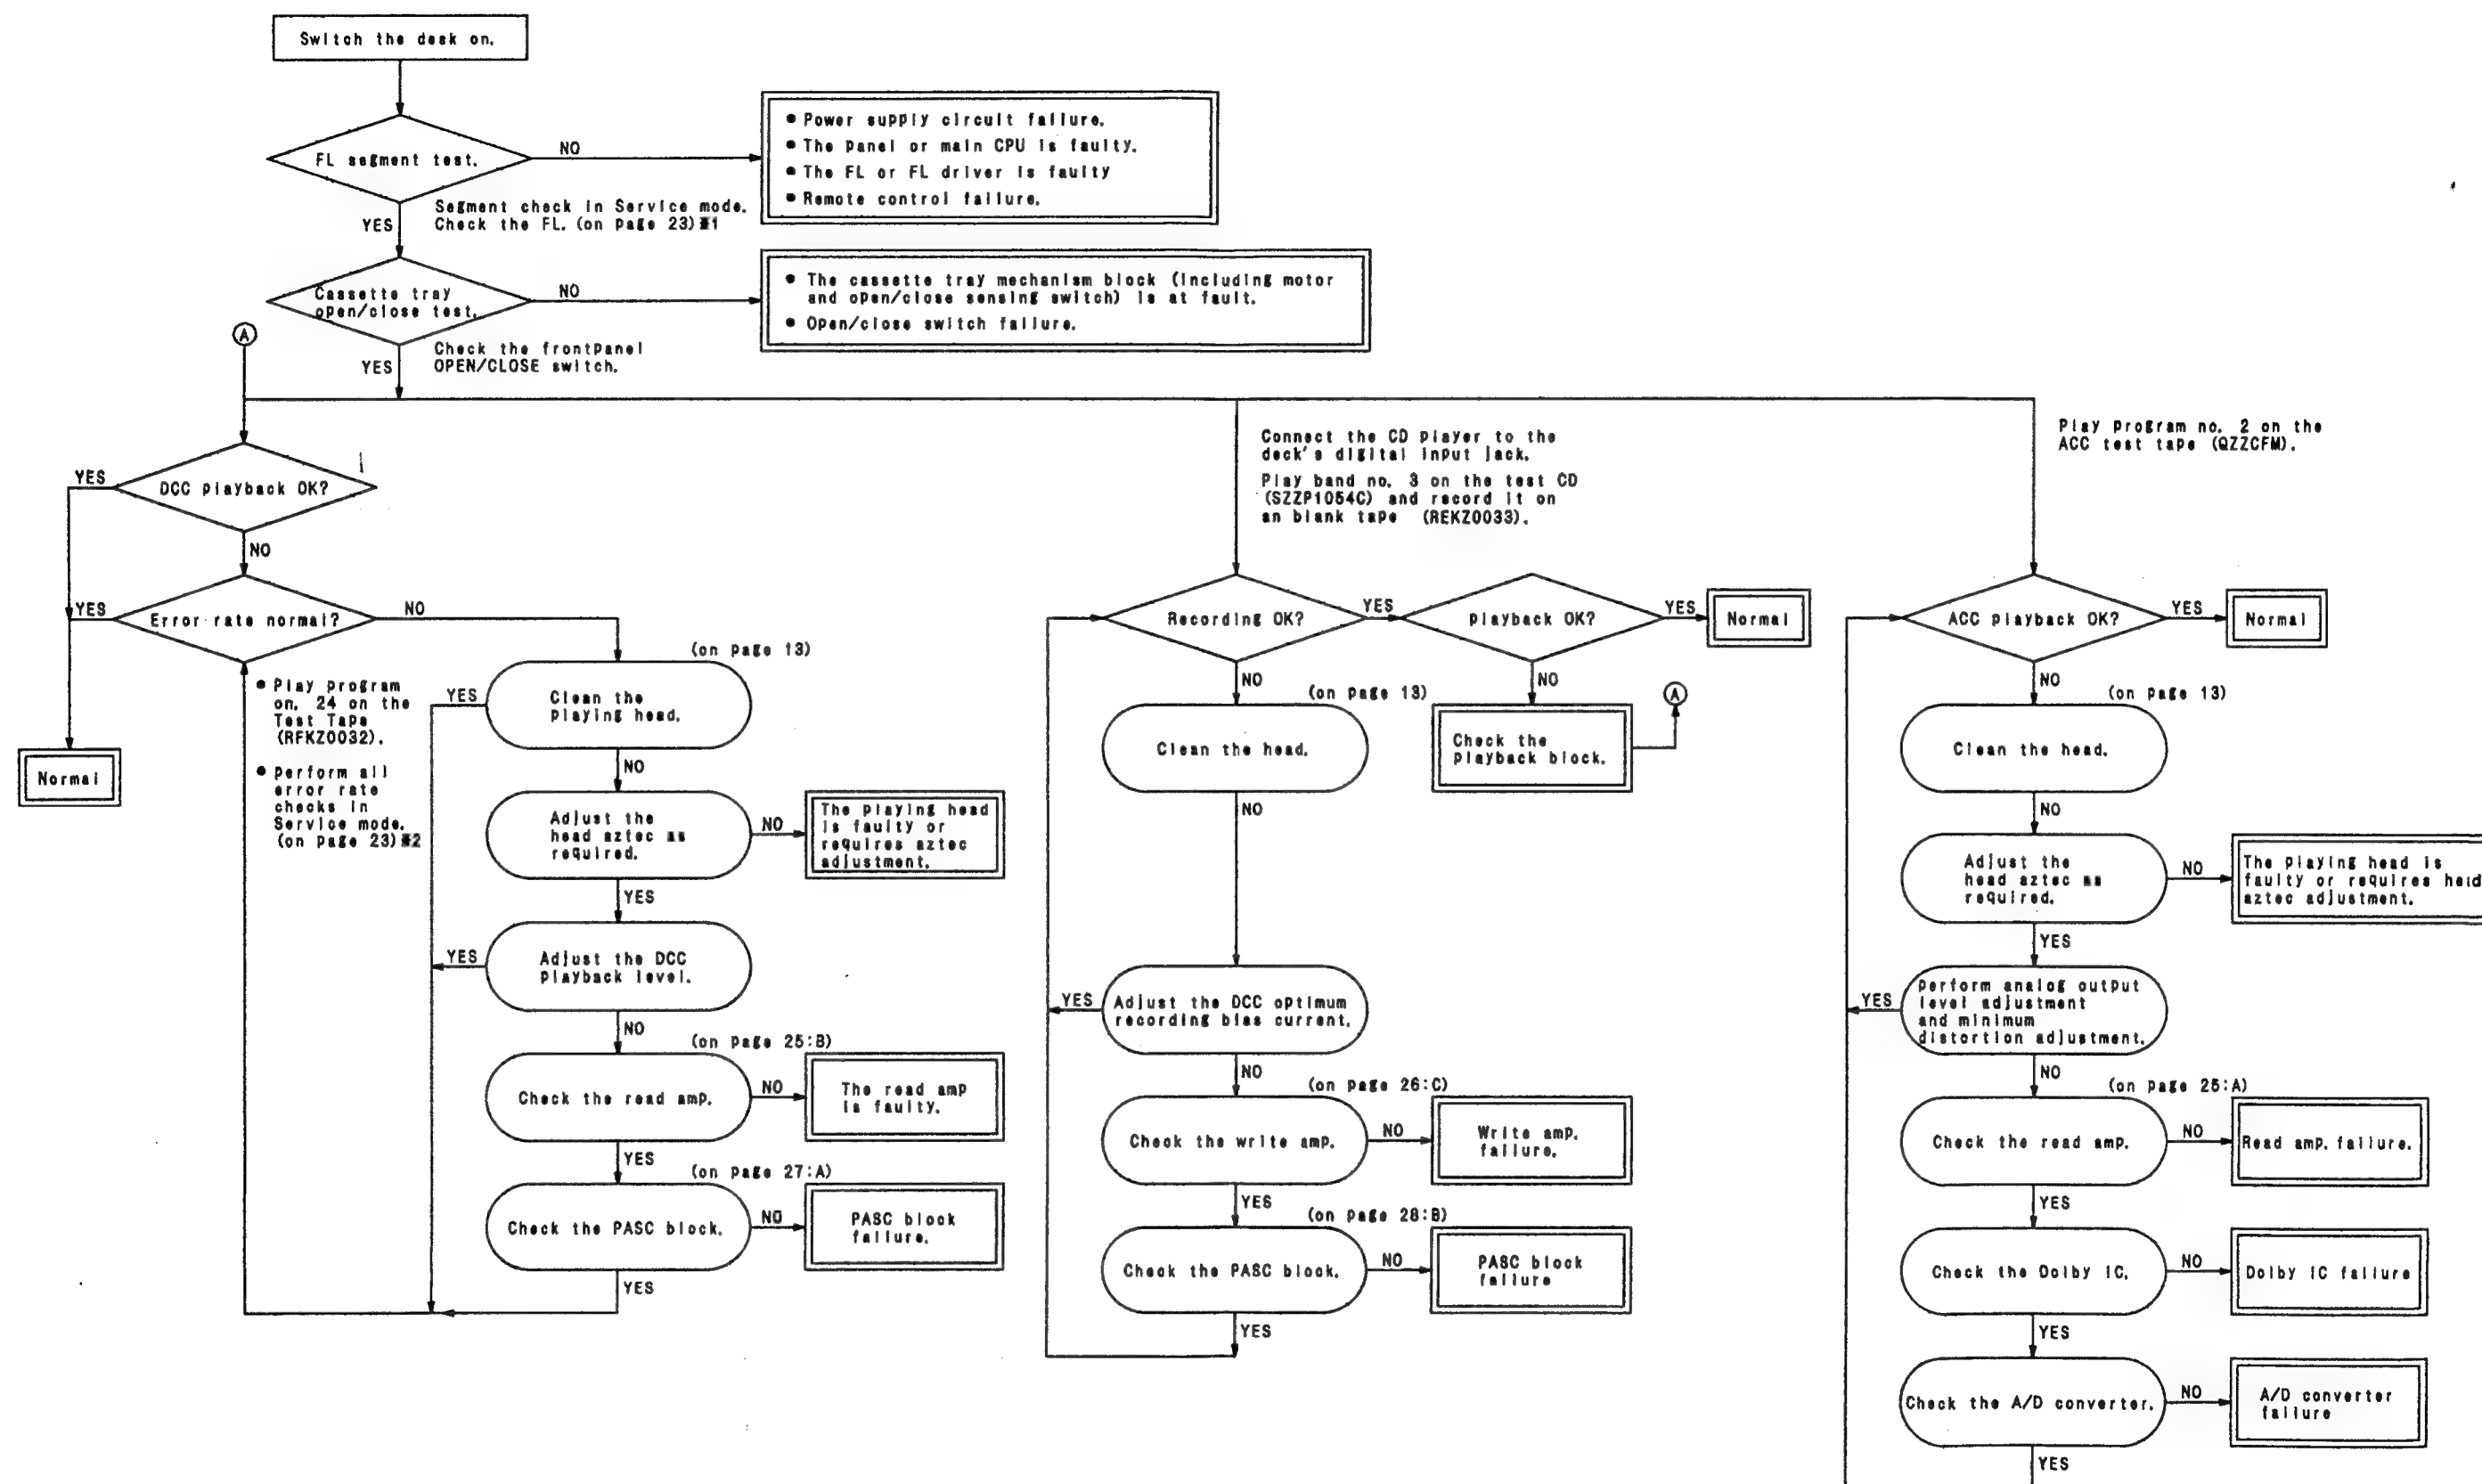 Switch the desk on.
FL segment test.
NO
● Power supply circuit failure.
● The panel or main CPU is faulty.
● The FL or FL driver is faulty
● Remote control failure.
YES
Segment check in Service mode.
Check the FL. (on page 23)※1
Cassette tray
open/close test.
NO
● The cassette tray mechanism block (including motor
and open/close sensing switch) is at fault.
● Open/close switch failure.
A
YES
Check the frontpanel
OPEN/CLOSE switch.
DCC playback OK?
YES
NO
Error rate normal?
YES
NO
Normal
● Play program
on. 24 on the
Test Tape
(RFKZ0032).
● perform all
error rate
checks in
Service mode.
(on page 23)※2
(on page 13)
Clean the
playing head.
YES
NO
Adjust the
head aztec as
required.
NO
The playing head
is faulty or
requires aztec
adjustment.
YES
Adjust the DCC
playback level.
YES
NO
(on page 25:B)
Check the read amp.
NO
The read amp
is faulty.
YES
(on page 27:A)
Check the PASC block.
NO
PASC block
failure.
YES
Connect the CD player to the
deck's digital input jack.
Play band no. 3 on the test CD
(SZZP1054C) and record it on
an blank tape (REKZ0033).
Recording OK?
YES
playback OK?
YES
Normal
NO
(on page 13)
NO
A
Clean the head.
Check the
playback block.
NO
Adjust the DCC optimum
recording bias current.
YES
NO
(on page 26:C)
Check the write amp.
NO
Write amp.
failure.
YES
(on page 28:B)
Check the PASC block.
NO
PASC block
failure
YES
Play program no. 2 on the
ACC test tape (QZZCFM).
ACC playback OK?
YES
Normal
NO
(on page 13)
Clean the head.
NO
Adjust the
head aztec as
required.
NO
The playing head is
faulty or requires head
aztec adjustment.
YES
perform analog output
level adjustment
and minimum
distortion adjustment.
YES
NO
(on page 25:A)
Check the read amp.
NO
Read amp. failure.
YES
Check the Dolby IC.
NO
Dolby IC failure
YES
Check the A/D converter.
NO
A/D converter
failure
YES